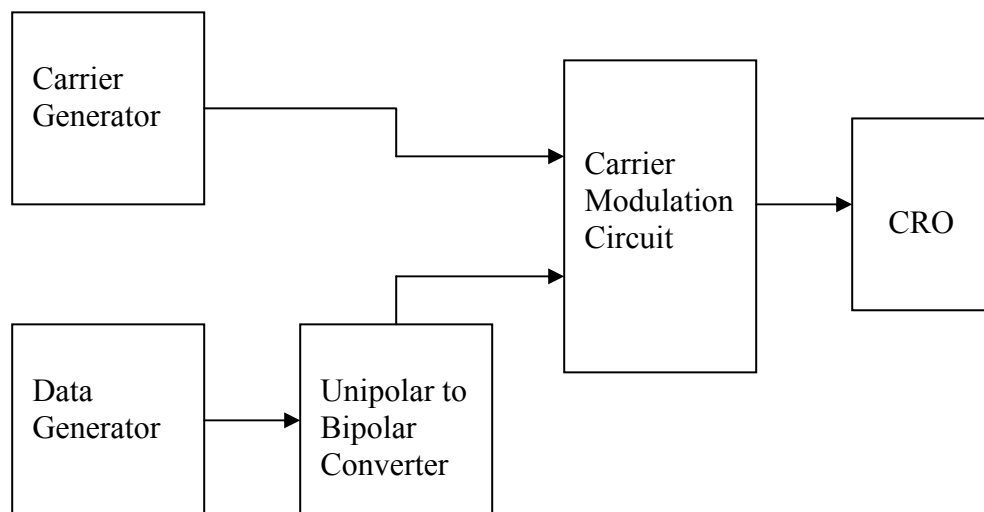 Carrier
Generator
Carrier
Modulation
Circuit
CRO
Data
Generator
Unipolar to
Bipolar
Converter